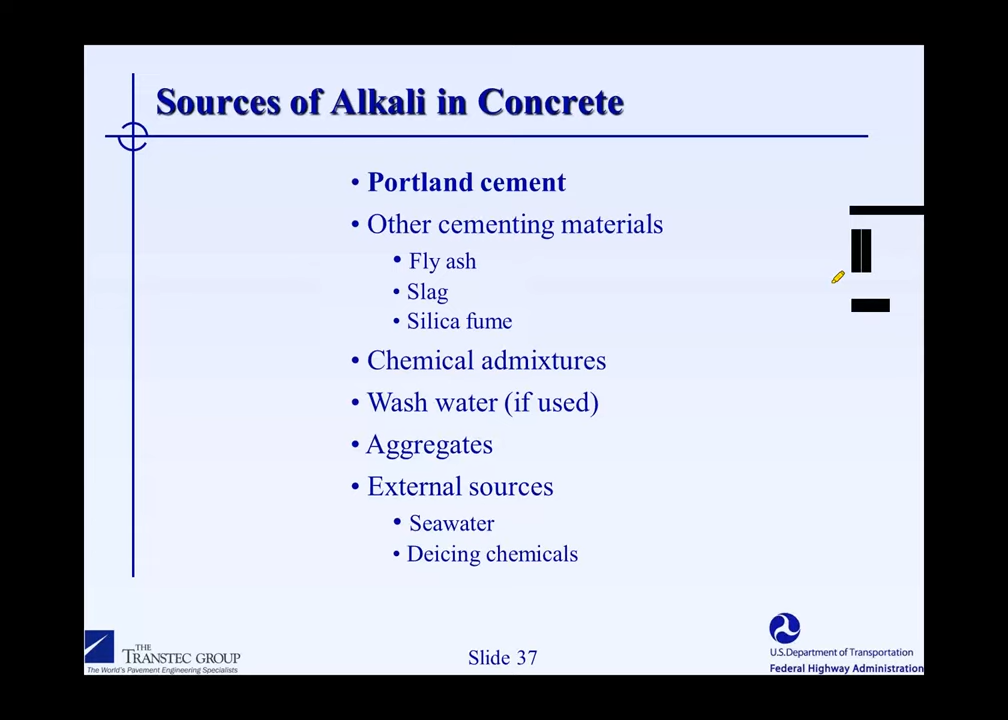 Sources of Alkali in Concrete
• Portland cement
• Other cementing materials
• Fly ash
• Slag
• Silica fume
• Chemical admixtures
• Wash water (if used)
• Aggregates
• External sources
• Seawater
• Deicing chemicals
THE
TRANSTEC GROUP
The World's Pavement Engineering Specialists
Slide 37
U.S.Department of Transportation
Federal Highway Administration